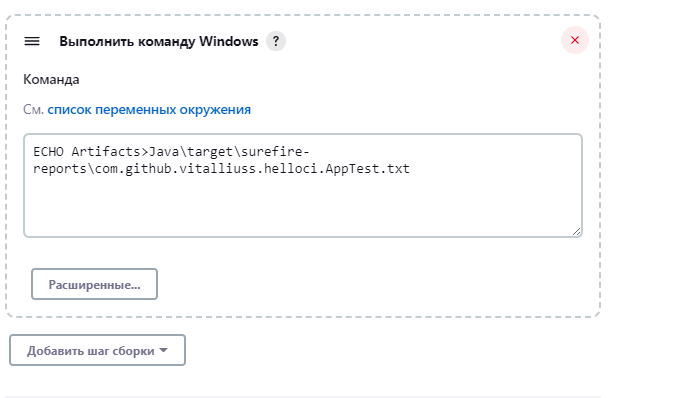 Выполнить команду Windows ?
Команда
См. список переменных окружения
ECHO Artifacts>Java\target\surefire-
reports\com.github.vitalliuss.helloci.AppTest.txt
Расширенные...
Добавить шаг сборки